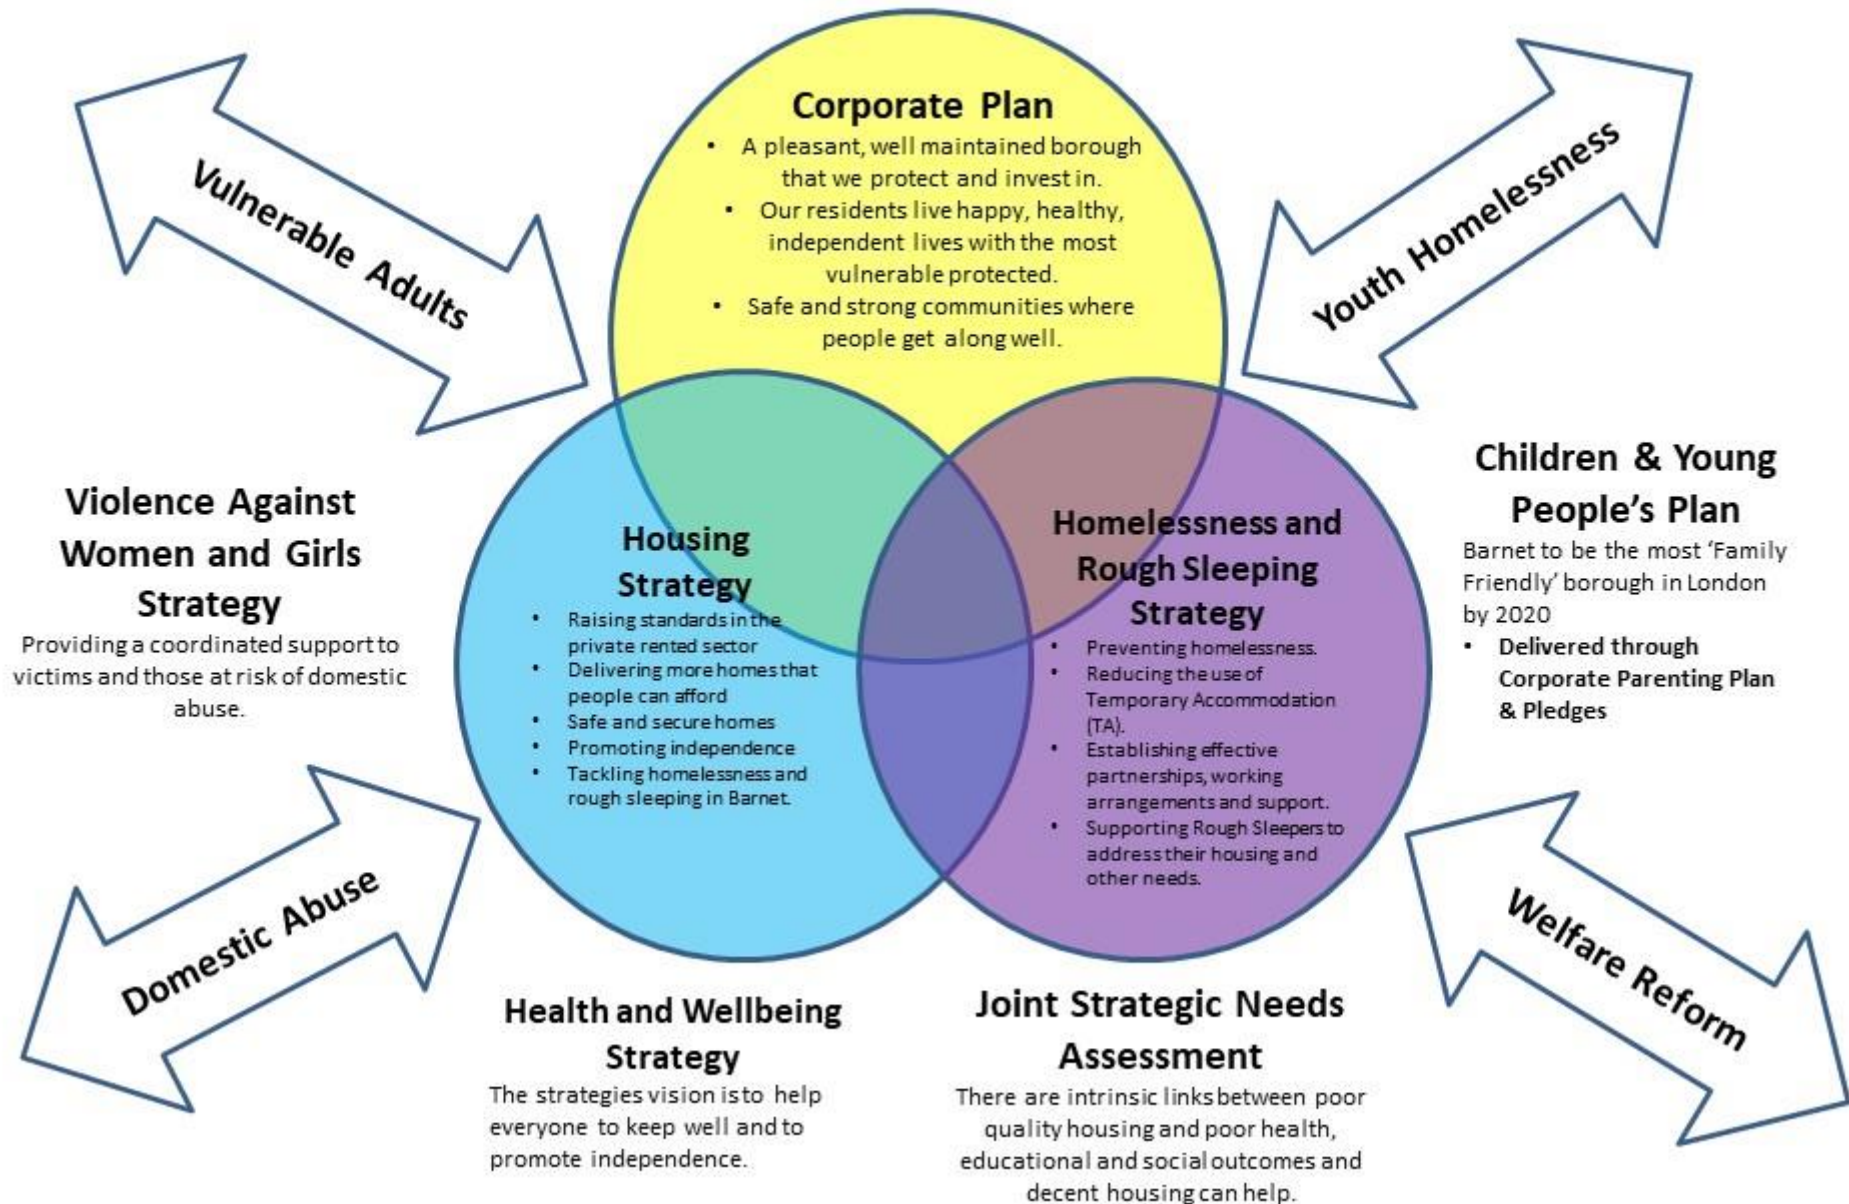 Corporate Plan
• A pleasant, well maintained borough
that we protect and invest in.
• Our residents live happy, healthy,
independent lives with the most
vulnerable protected.
• Safe and strong communities where
people get along well.
Vulnerable Adults
Youth Homelessness
Violence Against
Women and Girls
Strategy
Providing a coordinated support to
victims and those at risk of domestic
abuse.
Housing
Strategy
• Raising standards in the
private rented sector
• Delivering more homes that
people can afford
• Safe and secure homes
• Promoting independence
• Tackling homelessness and
rough sleeping in Barnet.
Homelessness and
Rough Sleeping
Strategy
• Preventing homelessness.
• Reducing the use of
Temporary Accommodation
(TA).
• Establishing effective
partnerships, working
arrangements and support.
• Supporting Rough Sleepers to
address their housing and
other needs.
Children & Young
People’s Plan
Barnet to be the most ‘Family
Friendly’ borough in London
by 2020
• Delivered through
Corporate Parenting Plan
& Pledges
Domestic Abuse
Welfare Reform
Health and Wellbeing
Strategy
The strategies vision is to help
everyone to keep well and to
promote independence.
Joint Strategic Needs
Assessment
There are intrinsic links between poor
quality housing and poor health,
educational and social outcomes and
decent housing can help.